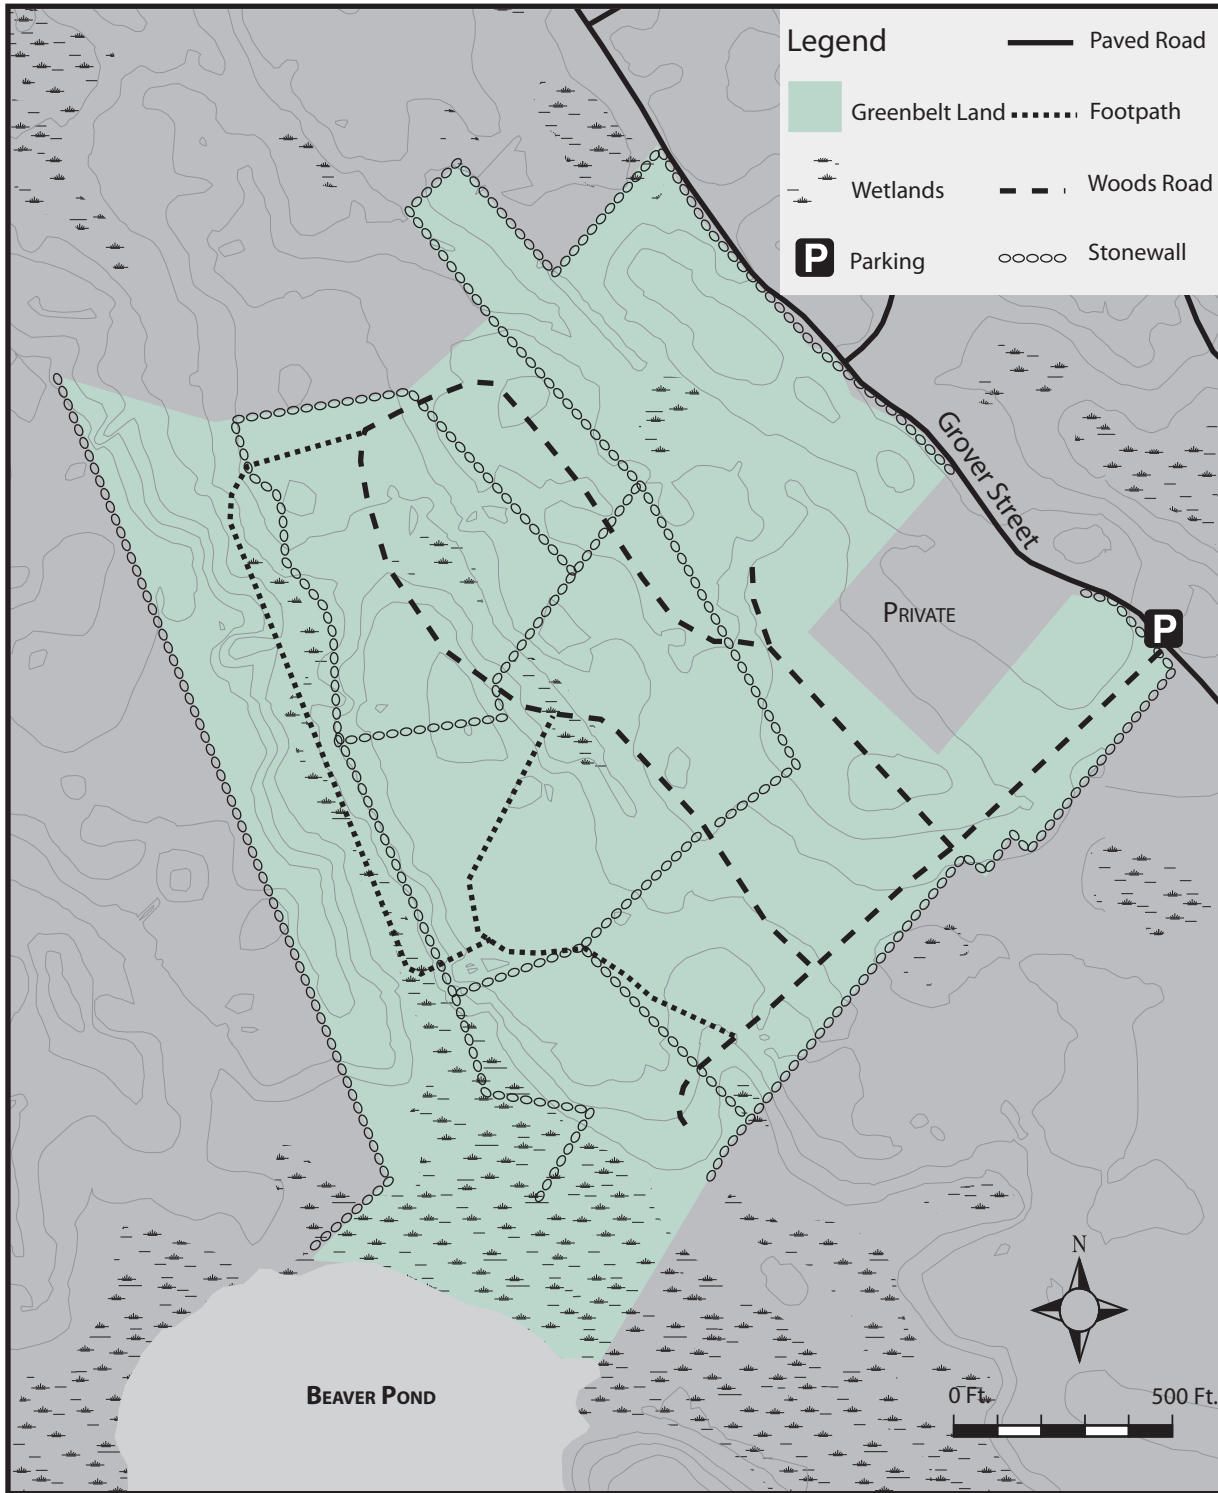 Legend
Paved Road
Greenbelt Land
Footpath
Wetlands
Woods Road
P
Parking
Stonewall
Grover Street
PRIVATE
P
N
0 Ft.
500 Ft.
BEAVER POND